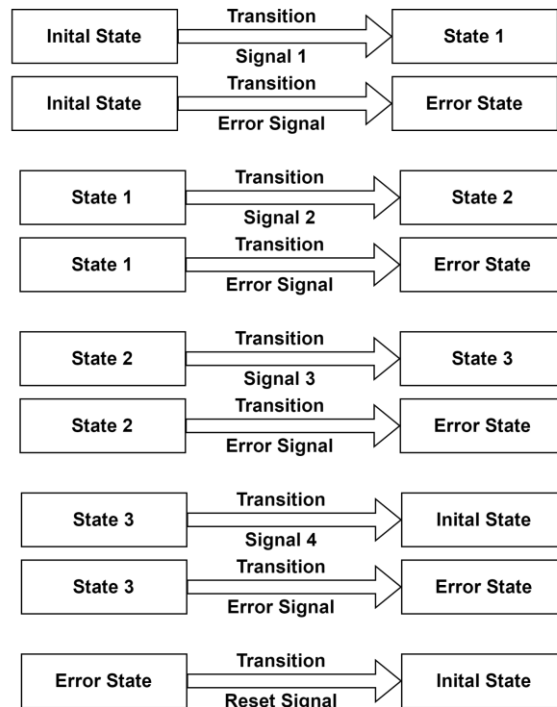 Transition
Inital State
State 1
Signal 1
Transition
Inital State
Error State
Error Signal
Transition
State 1
State 2
Signal 2
Transition
State 1
Error State
Error Signal
Transition
State 2
State 3
Signal 3
Transition
State 2
Error State
Error Signal
Transition
State 3
Inital State
Signal 4
Transition
State 3
Error State
Error Signal
Transition
Error State
Inital State
Reset Signal